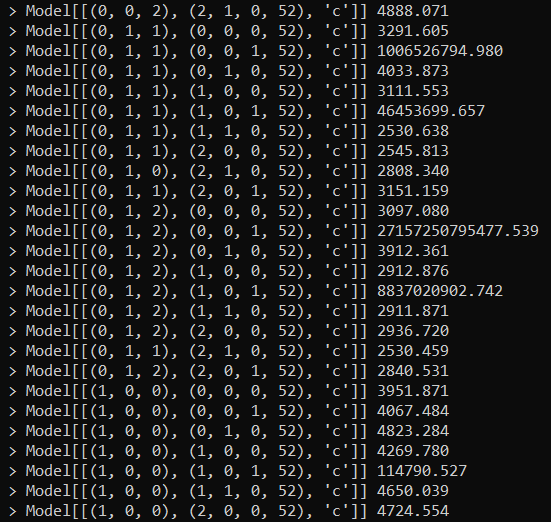 > Model[[(0, 0, 2), (2, 1, 0, 52), 'c']] 4888.071
> Model[[(0, 1, 1), (0, 0, 0, 52), 'c']] 3291.605
> Model[[(0, 1, 1), (0, 0, 1, 52), 'c']] 1006526794.980
> Model[[(0, 1, 1), (0, 1, 0, 52), 'c']] 4033.873
> Model[[(0, 1, 1), (1, 0, 0, 52), 'c']] 3111.553
> Model[[(0, 1, 1), (1, 0, 1, 52), 'c']] 46453699.657
> Model[[(0, 1, 1), (1, 1, 0, 52), 'c']] 2530.638
> Model[[(0, 1, 1), (2, 0, 0, 52), 'c']] 2545.813
> Model[[(0, 1, 0), (2, 1, 0, 52), 'c']] 2808.340
> Model[[(0, 1, 1), (2, 0, 1, 52), 'c']] 3151.159
> Model[[(0, 1, 2), (0, 0, 0, 52), 'c']] 3097.080
> Model[[(0, 1, 2), (0, 0, 1, 52), 'c']] 27157250795477.539
> Model[[(0, 1, 2), (0, 1, 0, 52), 'c']] 3912.361
> Model[[(0, 1, 2), (1, 0, 0, 52), 'c']] 2912.876
> Model[[(0, 1, 2), (1, 0, 1, 52), 'c']] 8837020902.742
> Model[[(0, 1, 2), (1, 1, 0, 52), 'c']] 2911.871
> Model[[(0, 1, 2), (2, 0, 0, 52), 'c']] 2936.720
> Model[[(0, 1, 1), (2, 1, 0, 52), 'c']] 2530.459
> Model[[(0, 1, 2), (2, 0, 1, 52), 'c']] 2840.531
> Model[[(1, 0, 0), (0, 0, 0, 52), 'c']] 3951.871
> Model[[(1, 0, 0), (0, 0, 1, 52), 'c']] 4067.484
> Model[[(1, 0, 0), (0, 1, 0, 52), 'c']] 4823.284
> Model[[(1, 0, 0), (1, 0, 0, 52), 'c']] 4269.780
> Model[[(1, 0, 0), (1, 0, 1, 52), 'c']] 114790.527
> Model[[(1, 0, 0), (1, 1, 0, 52), 'c']] 4650.039
> Model[[(1, 0, 0), (2, 0, 0, 52), 'c']] 4724.554